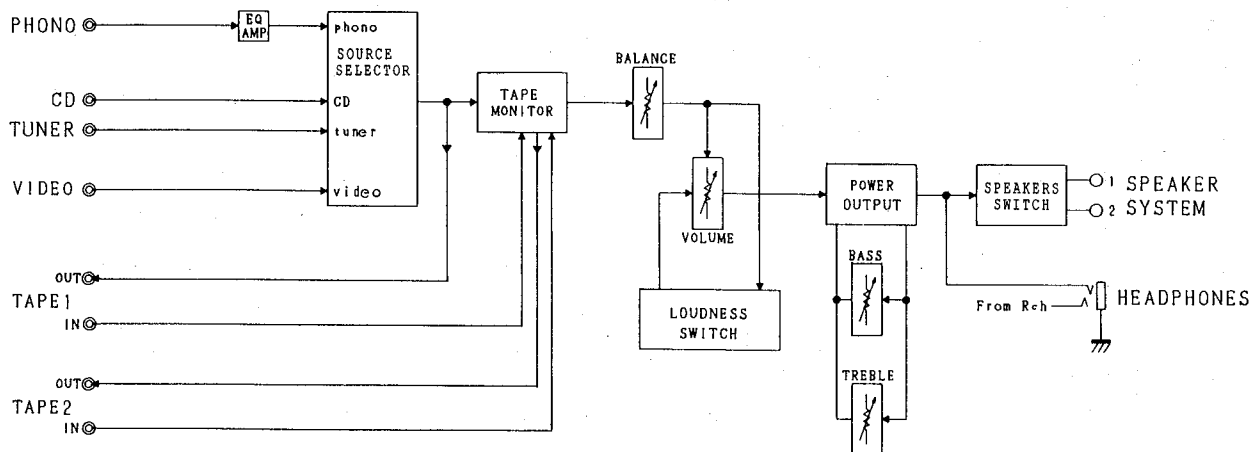 PHONO
EQ
AMP
phono
SOURCE
SELECTOR
CD
CD
TUNER
tuner
VIDEO
video
TAPE
MONITOR
BALANCE
VOLUME
LOUDNESS
SWITCH
POWER
OUTPUT
BASS
TREBLE
SPEAKERS
SWITCH
1
2
SPEAKER
SYSTEM
From Rch
HEADPHONES
OUT
TAPE1
IN
OUT
TAPE2
IN